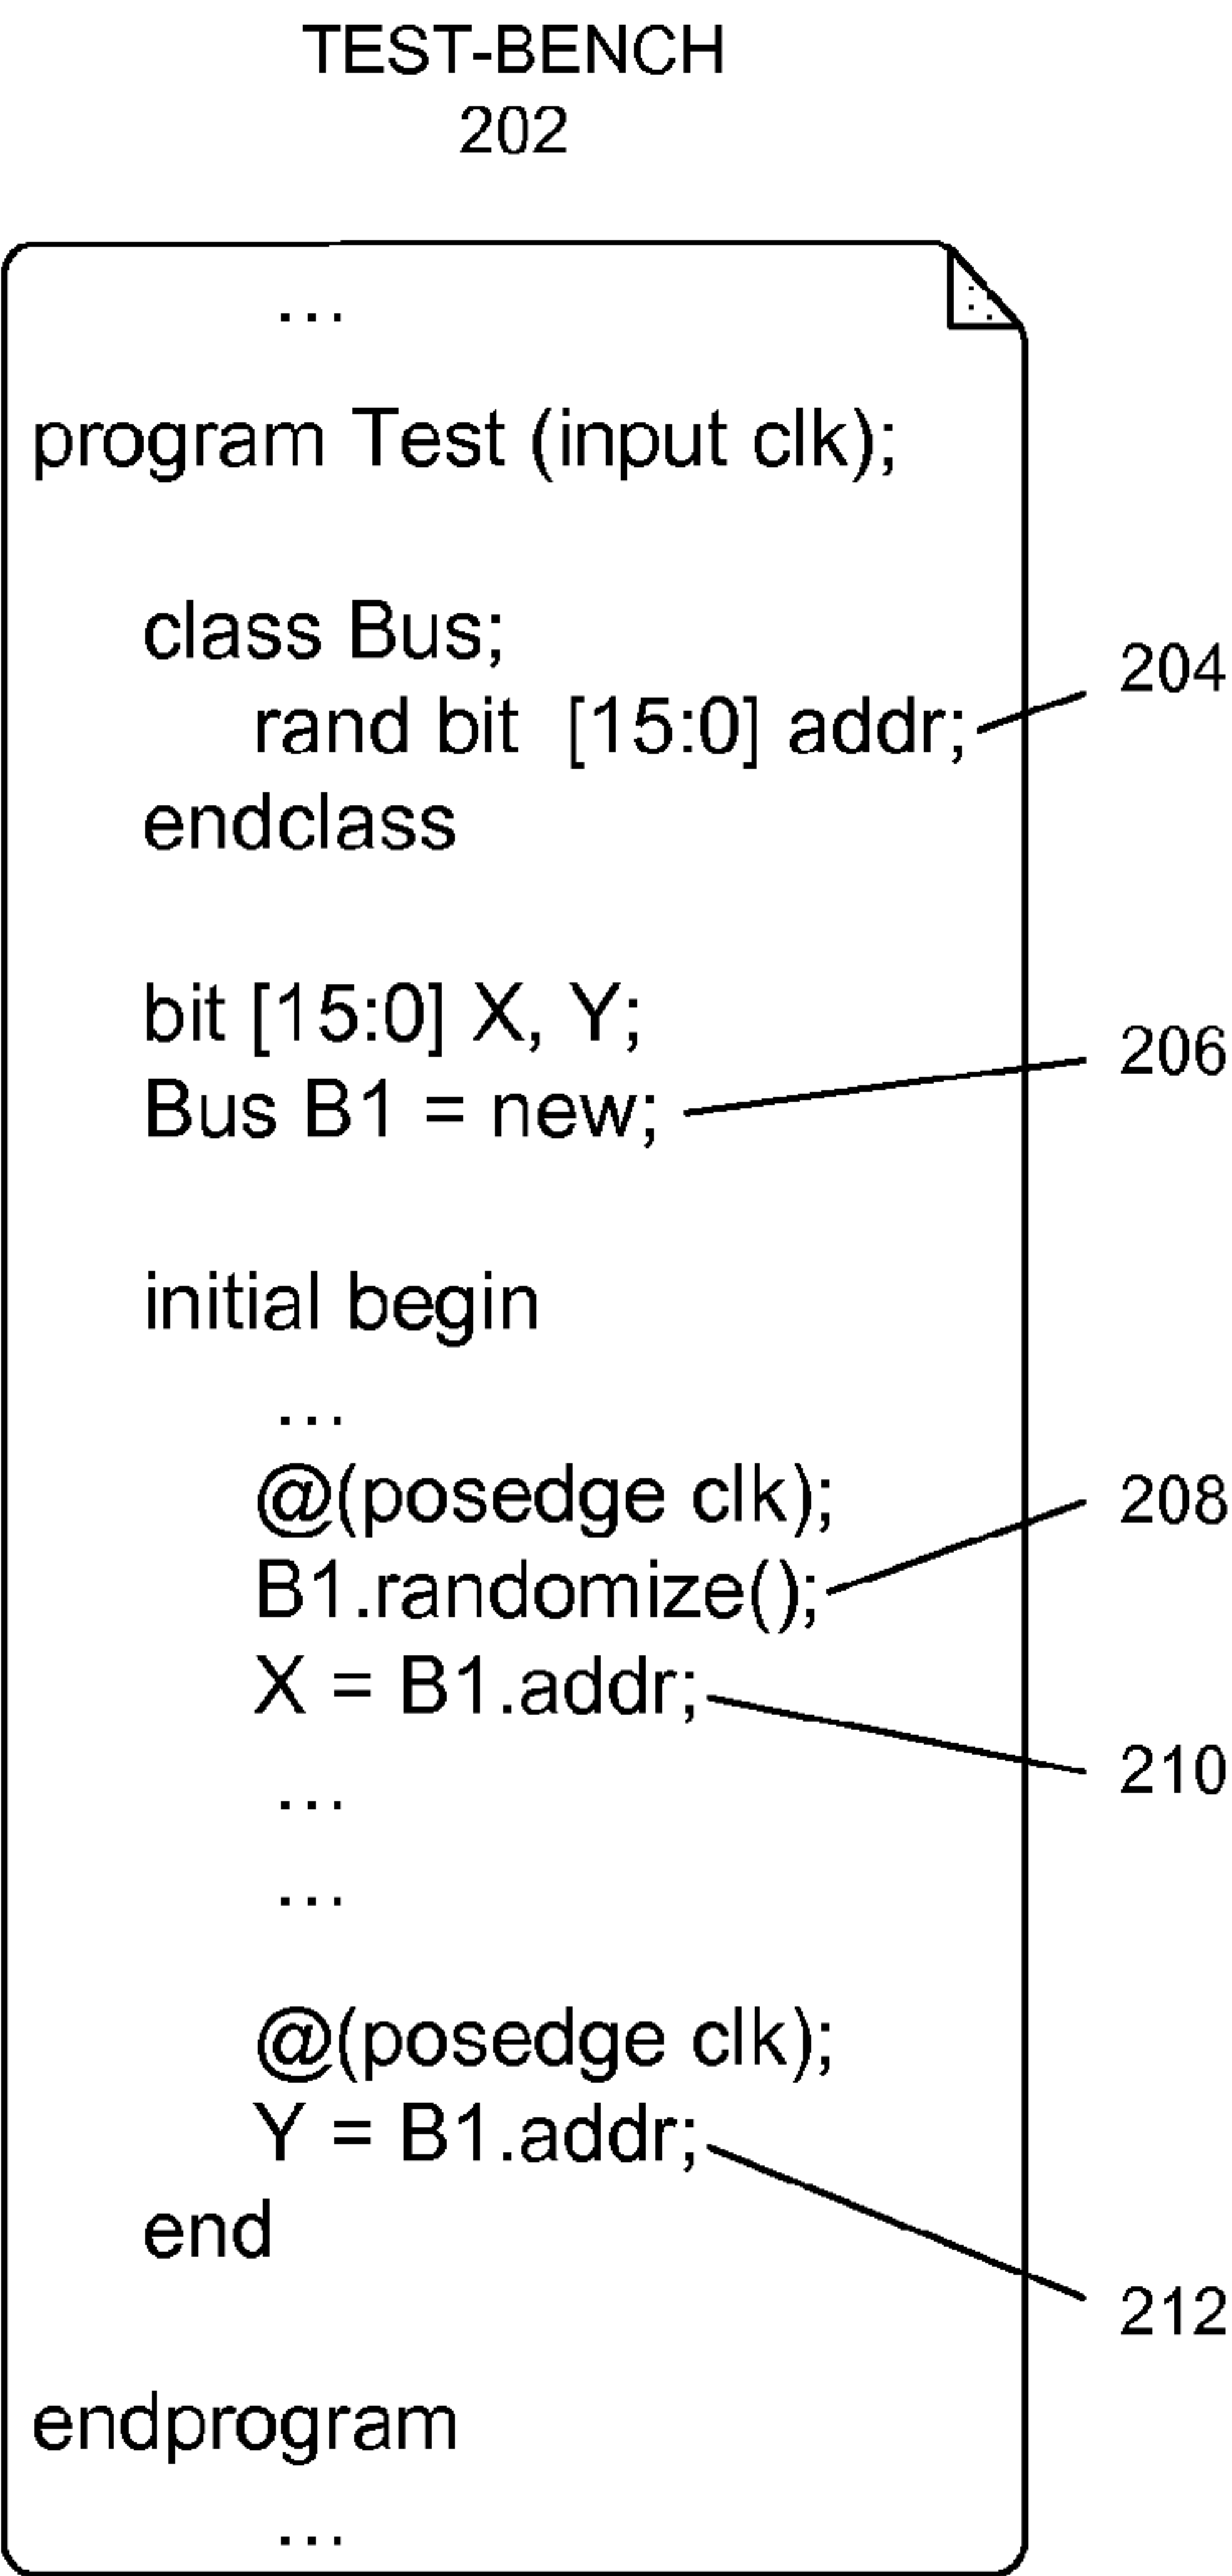 TEST-BENCH
202
...
program Test (input clk);
class Bus;
rand bit [15:0] addr;
204
endclass
bit [15:0] X, Y;
206
Bus B1 = new;
initial begin
...
@(posedge clk);
208
B1.randomize();
X = B1.addr;
210
...
...
@(posedge clk);
Y = B1.addr;
end
212
endprogram
...